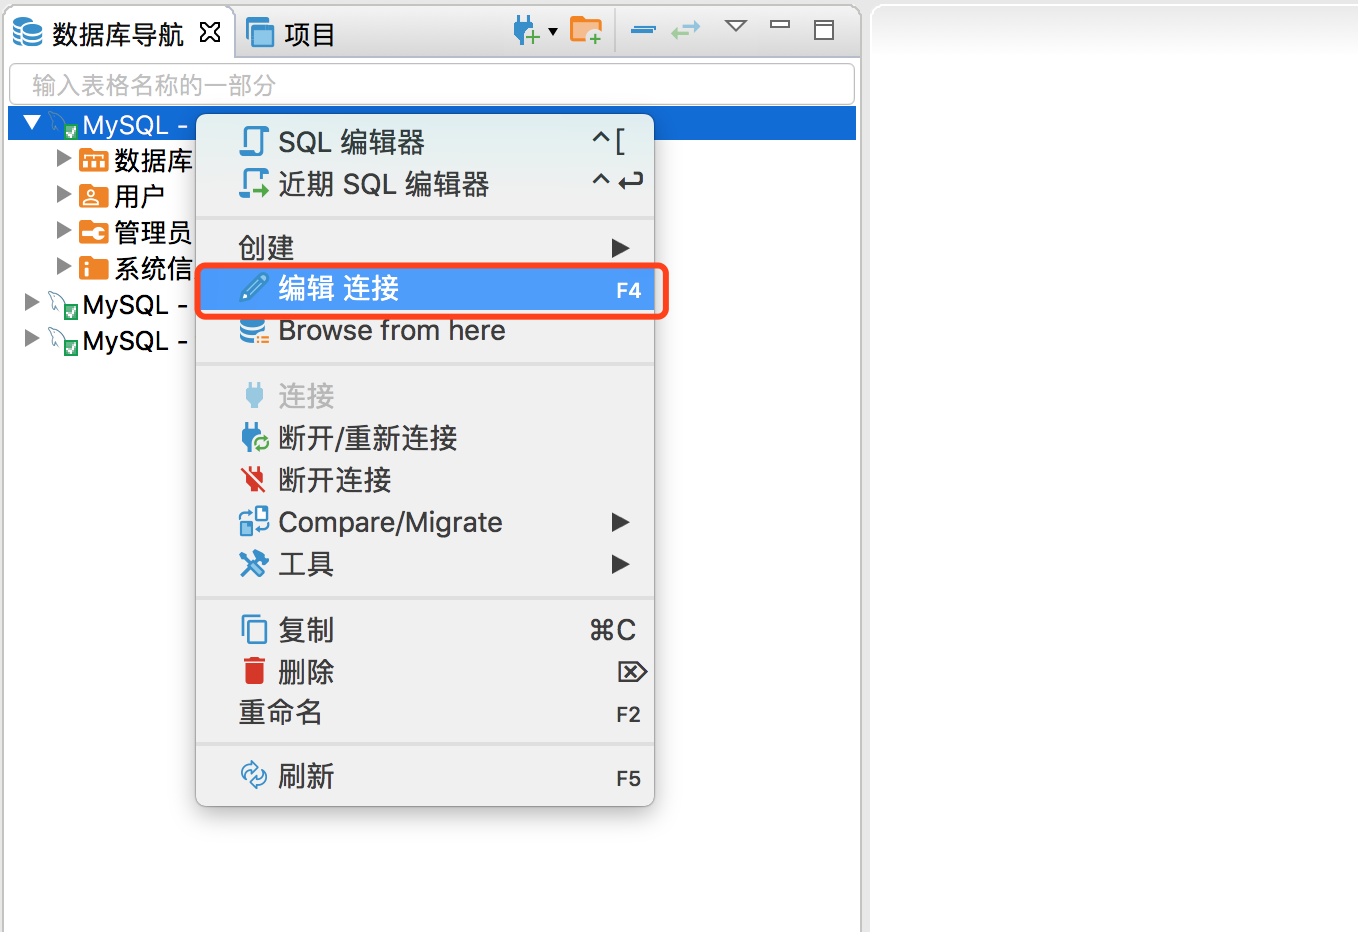 数据库导航 项目
输入表格名称的一部分
MySQL -
数据库
用户
管理员
系统信
MySQL -
MySQL -
SQL 编辑器 ^[
近期 SQL 编辑器 ^↩
创建
编辑 连接 F4
Browse from here
连接
断开/重新连接
断开连接
Compare/Migrate
工具
复制 ⌘C
删除 ⌦
重命名 F2
刷新 F5